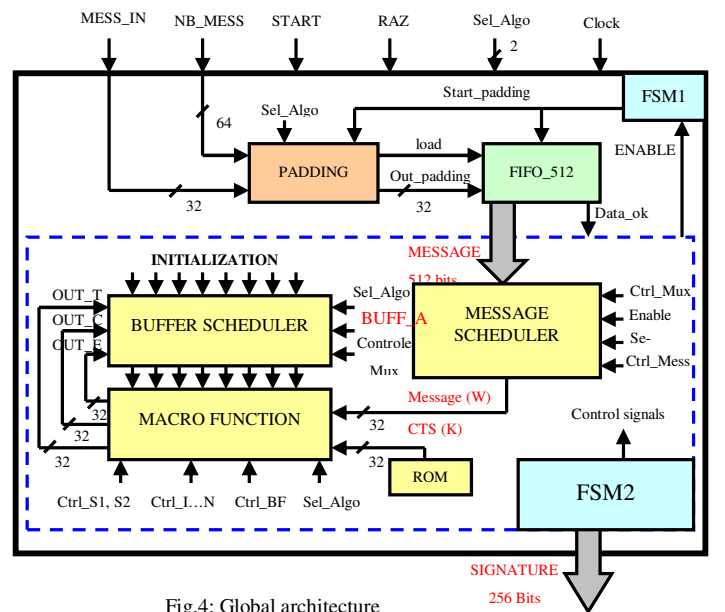 MESS_IN
NB_MESS
START
RAZ
Sel_Algo
Clock
2
Start_padding
FSM1
64
Sel_Algo
load
ENABLE
PADDING
FIFO_512
Out_padding
32
32
Data_ok
INITIALIZATION
MESSAGE
512 bits
OUT_T
Sel_Algo
Ctrl_Mux
OUT_C
BUFFER SCHEDULER
BUFF_A
MESSAGE
SCHEDULER
Enable
OUT_E
Controle
Se-
Mux
Ctrl_Mess
Message (W)
32
MACRO FUNCTION
32
32
CTS (K)
Control signals
32
32
ROM
FSM2
Ctrl_S1, S2
Ctrl_I…N
Ctrl_BF
Sel_Algo
SIGNATURE
256 Bits
Fig.4: Global architecture